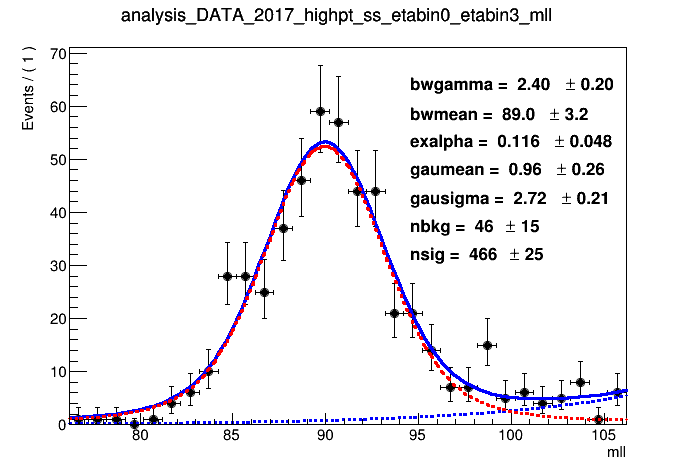 analysis_DATA_2017_highpt_ss_etabin0_etabin3_mll
Events / ( 1 )
70
60
50
40
30
20
10
0
bwgamma = 2.40 ± 0.20
bwmean = 89.0 ± 3.2
exalpha = 0.116 ± 0.048
gaumean = 0.96 ± 0.26
gausigma = 2.72 ± 0.21
nbkg = 46 ± 15
nsig = 466 ± 25
80 85 90 95 100 105
mll